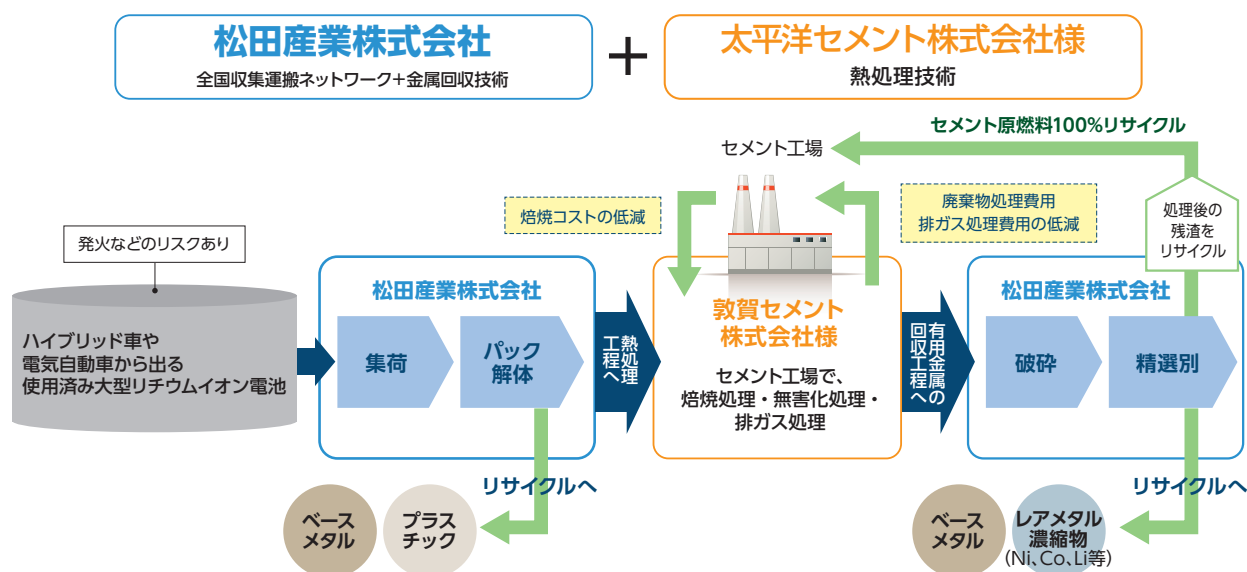 松田産業株式会社
全国収集運搬ネットワーク+金属回収技術
+
太平洋セメント株式会社様
熱処理技術
セメント原燃料100%リサイクル
セメント工場
焙焼コストの低減
廃棄物処理費用
排ガス処理費用の低減
処理後の
残渣を
リサイクル
発火などのリスクあり
ハイブリッド車や
電気自動車から出る
使用済み大型リチウムイオン電池
松田産業株式会社
集荷
パック
解体
熱処理
工程へ
敦賀セメント
株式会社様
セメント工場で、
焙焼処理・無害化処理・
排ガス処理
有用金属の
回収工程へ
松田産業株式会社
破砕
精選別
リサイクルへ
ベース
メタル
プラス
チック
リサイクルへ
ベース
メタル
レアメタル
濃縮物
(Ni、Co、Li等)